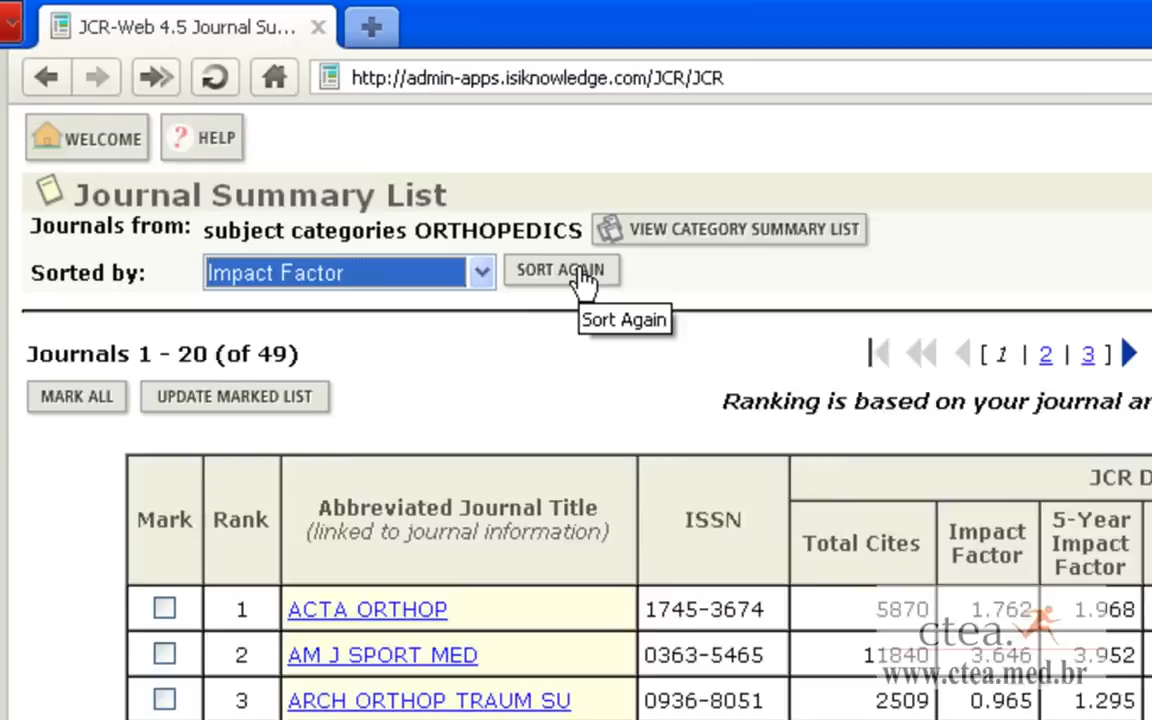 JCR-Web 4.5 Journal Su...
http://admin-apps.isiknowledge.com/JCR/JCR
WELCOME
? HELP
Journal Summary List
Journals from: subject categories ORTHOPEDICS VIEW CATEGORY SUMMARY LIST
Sorted by: Impact Factor SORT AGAIN
Sort Again
Journals 1 - 20 (of 49)
[ 1 | 2 | 3 ]
MARK ALL UPDATE MARKED LIST
Ranking is based on your journal an
Mark Rank Abbreviated Journal Title
(linked to journal information)
ISSN
JCR D
Total Cites
Impact
Factor
5-Year
Impact
Factor
1 ACTA ORTHOP 1745-3674 5870 1.762 1.968
2 AM J SPORT MED 0363-5465 11840 3.646 3.952
3 ARCH ORTHOP TRAUM SU 0936-8051 2509 0.965 1.295
ctea.
www.ctea.med.br